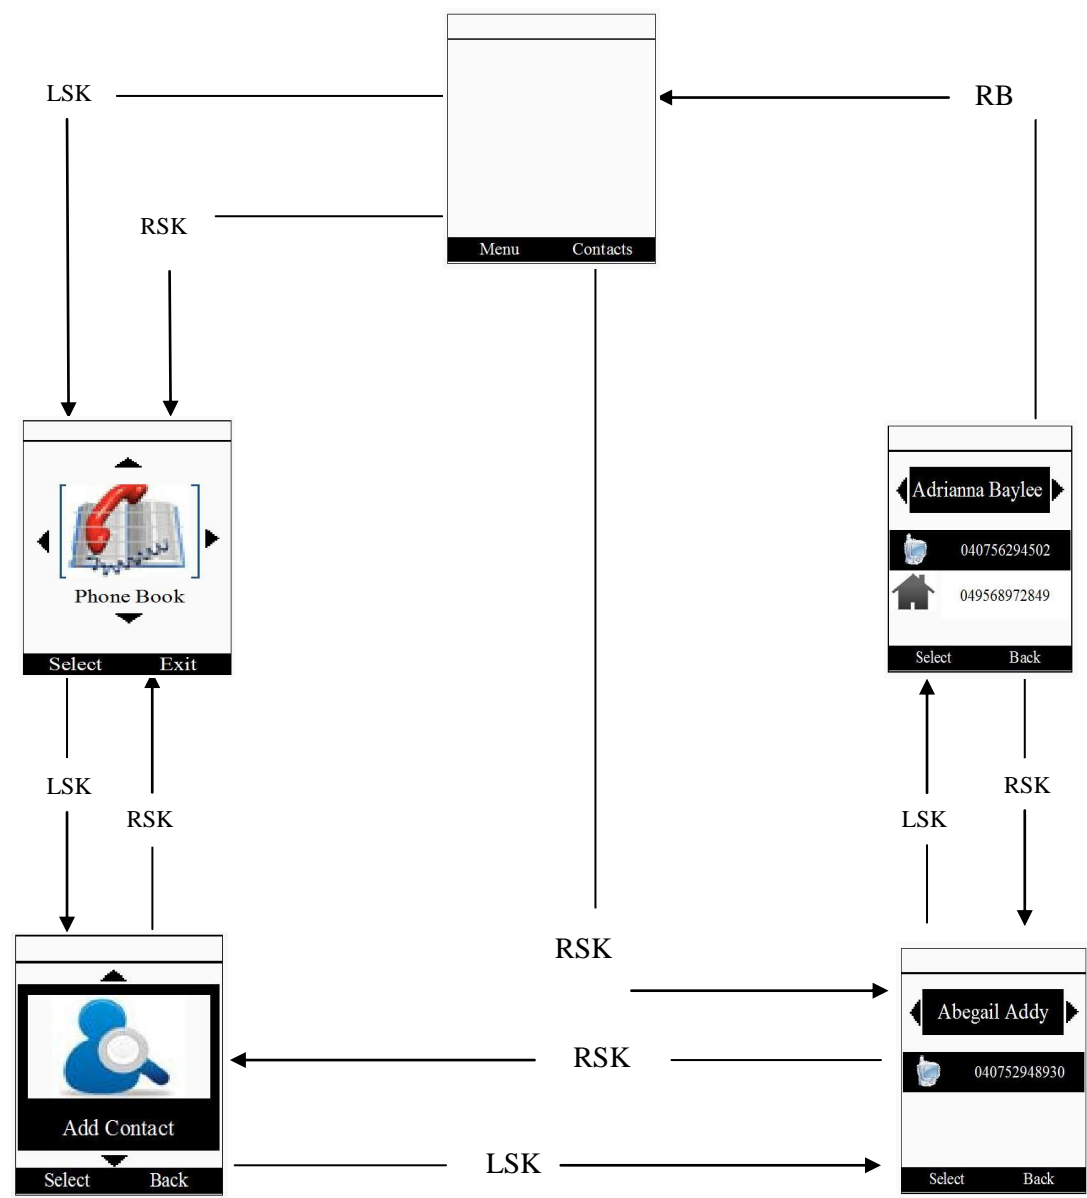 LSK
RB
RSK
Menu Contacts
Adrianna Baylee
040756294502
Phone Book
049568972849
Select Exit
Select Back
LSK
RSK
RSK
LSK
RSK
Abegail Addy
RSK
040752948930
Add Contact
LSK
Select Back
Select Back